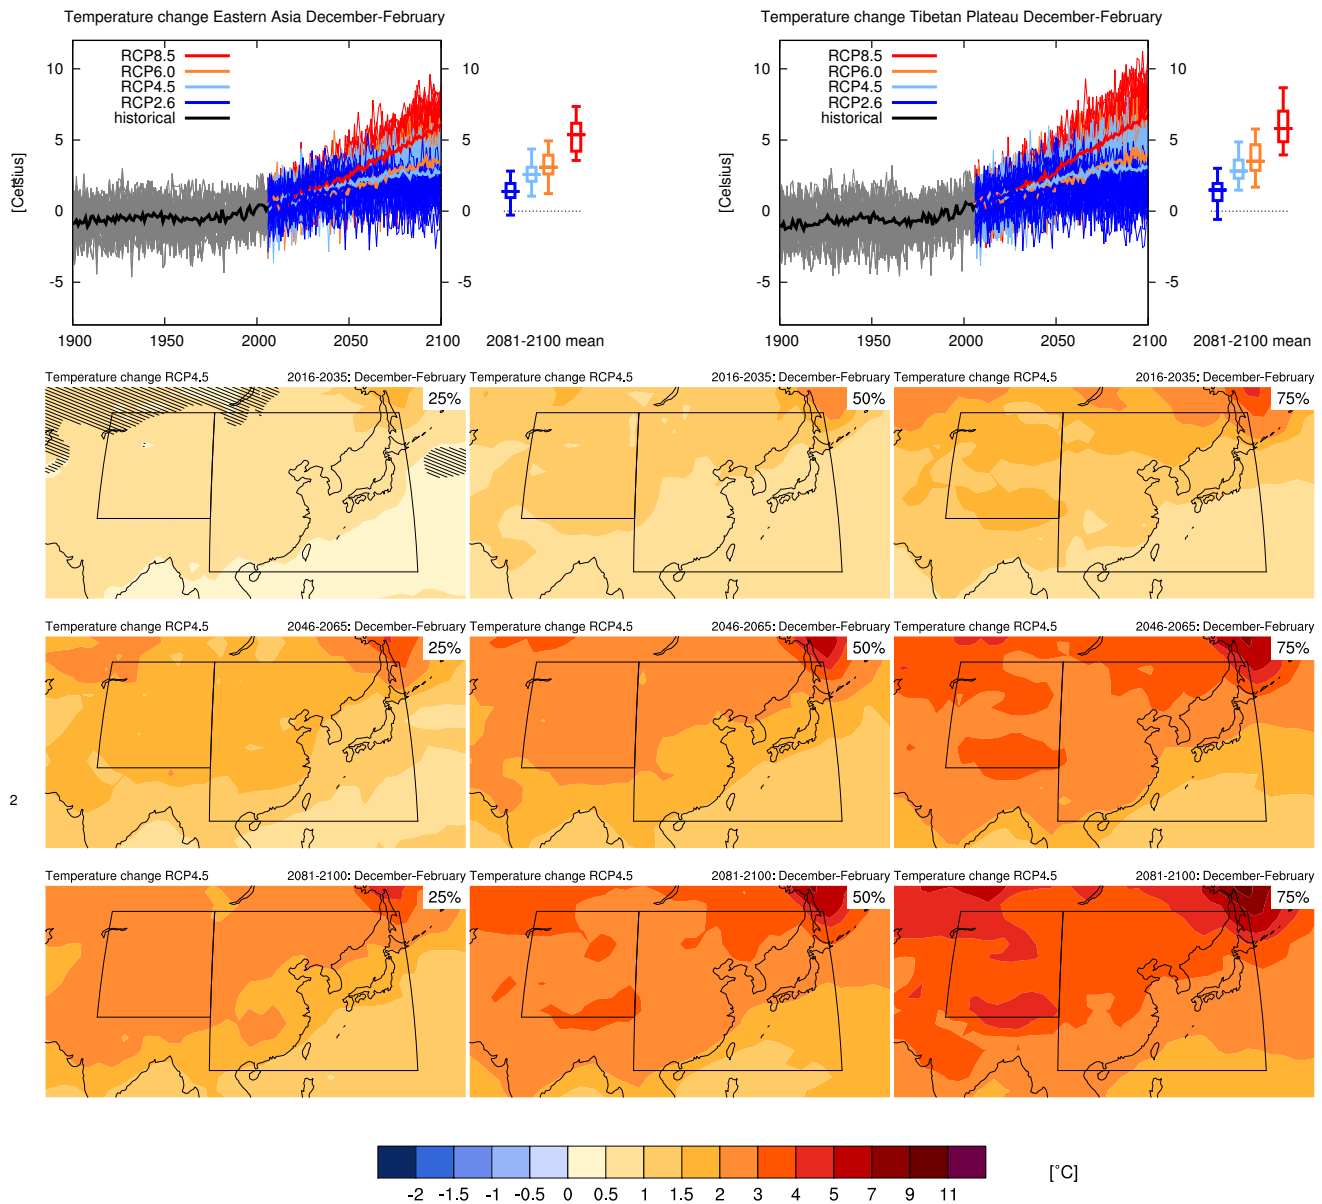 Temperature change Eastern Asia December-February
RCP8.5
RCP6.0
RCP4.5
RCP2.6
historical
[Celsius]
10
5
0
-5
10
5
0
-5
1900
1950
2000
2050
2100
2081-2100 mean
Temperature change Tibetan Plateau December-February
RCP8.5
RCP6.0
RCP4.5
RCP2.6
historical
[Celsius]
10
5
0
-5
10
5
0
-5
1900
1950
2000
2050
2100
2081-2100 mean
Temperature change RCP4.5
2016-2035: December-February
25%
Temperature change RCP4.5
2016-2035: December-February
50%
Temperature change RCP4.5
2016-2035: December-February
75%
Temperature change RCP4.5
2046-2065: December-February
25%
Temperature change RCP4.5
2046-2065: December-February
50%
Temperature change RCP4.5
2046-2065: December-February
75%
2
Temperature change RCP4.5
2081-2100: December-February
25%
Temperature change RCP4.5
2081-2100: December-February
50%
Temperature change RCP4.5
2081-2100: December-February
75%
-2 -1.5 -1 -0.5 0 0.5 1 1.5 2 3 4 5 7 9 11
[˚C]